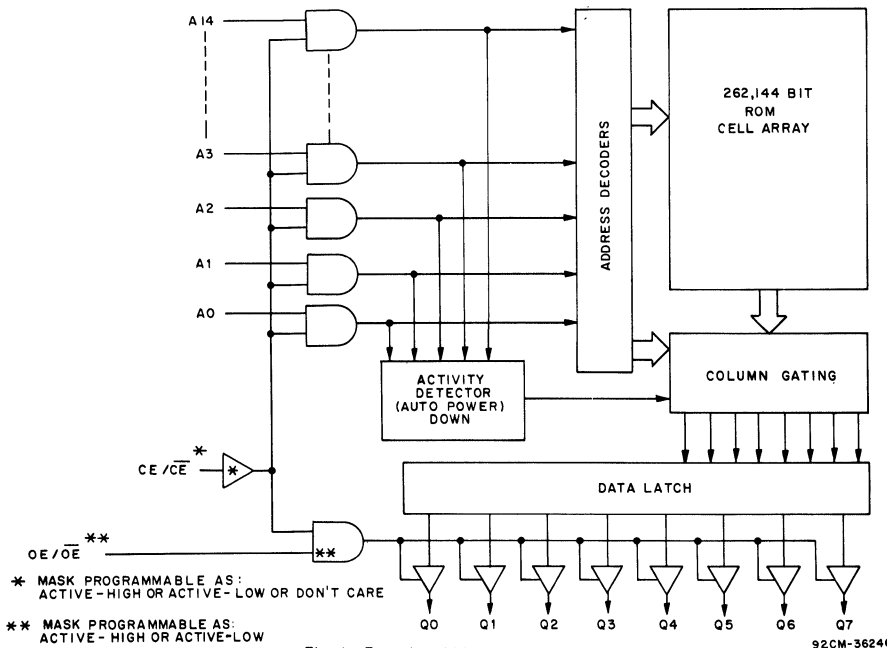 A14
A3
A2
A1
A0
ADDRESS DECODERS
262,144 BIT
ROM
CELL ARRAY
ACTIVITY
DETECTOR
(AUTO POWER)
DOWN
COLUMN GATING
CE/C̅E̅ *
*
DATA LATCH
OE/O̅E̅ **
**
* MASK PROGRAMMABLE AS:
ACTIVE-HIGH OR ACTIVE-LOW OR DON'T CARE
** MASK PROGRAMMABLE AS:
ACTIVE-HIGH OR ACTIVE-LOW
Q0 Q1 Q2 Q3 Q4 Q5 Q6 Q7
92CM-36246